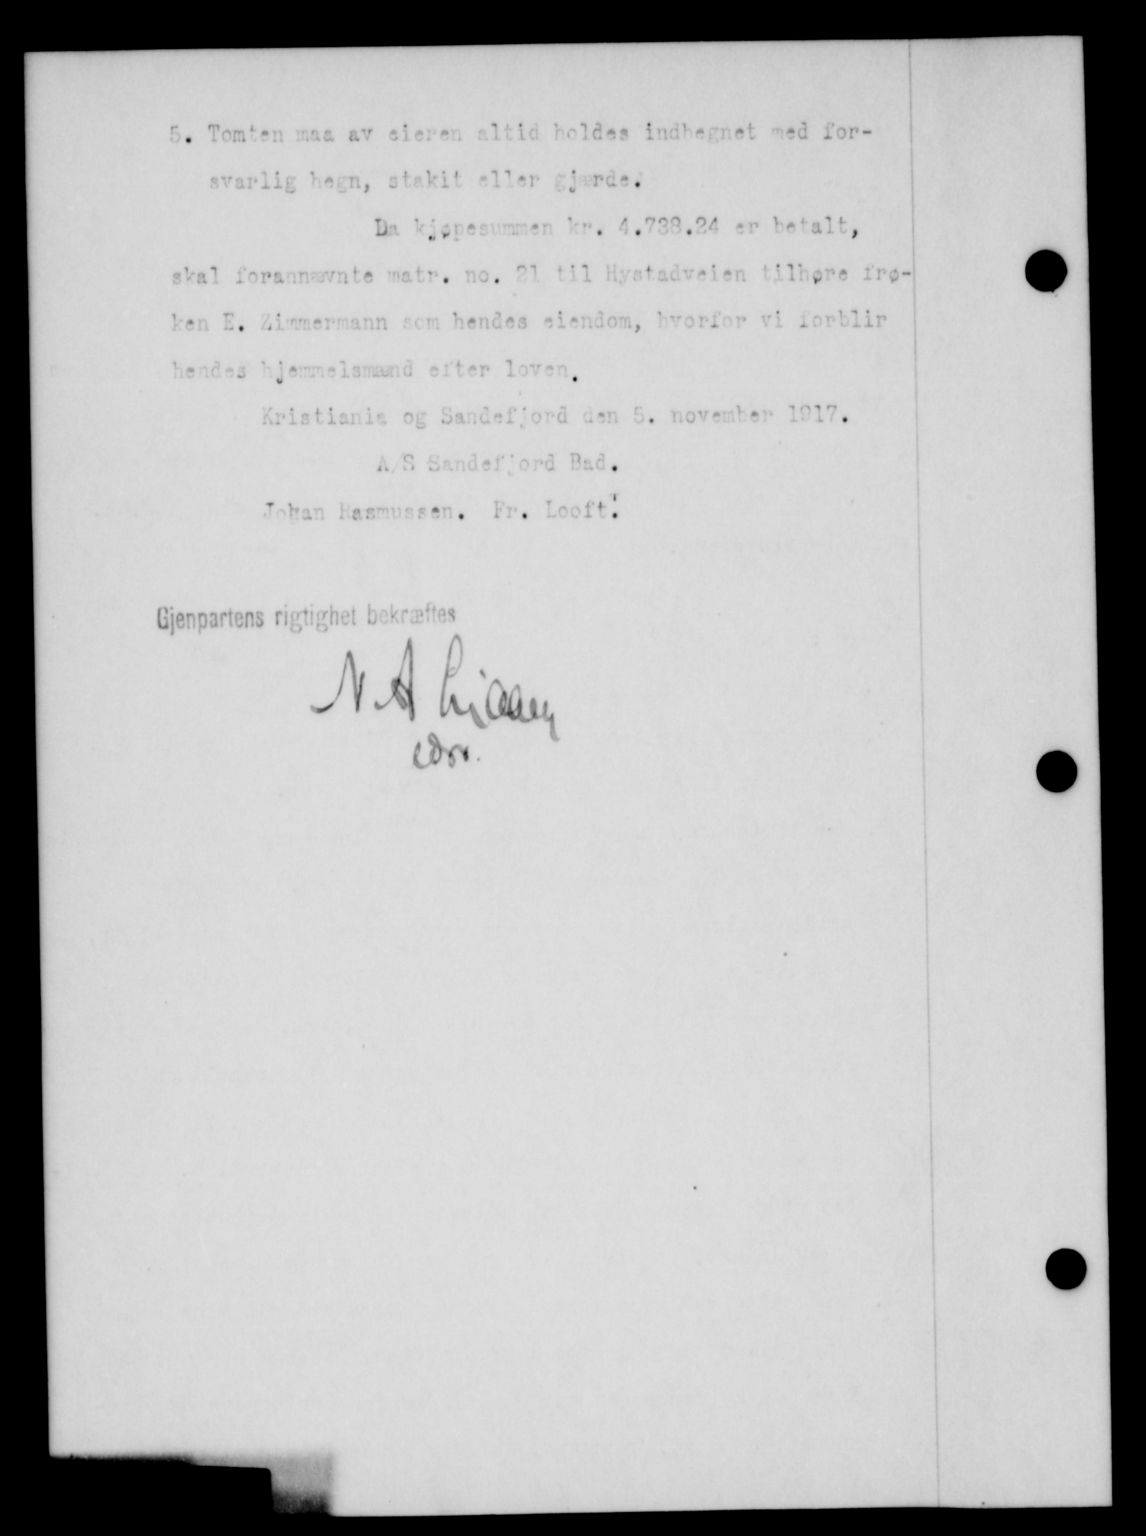 5. Tomten maa av eieren altid holdes indhegnet med for-
svarlig hegn, stakit eller gjærde.
Da kjøpesummen kr. 4.738.24 er betalt,
skal forannævnte matr. no. 21 til Hystadveien tilhøre frø-
ken E. Zimmermann som hendes eiendom, hvorfor vi forblir
hendes hjemmelsmænd efter loven.
Kristiania og Sandefjord den 5. november 1917.
A/S Sandefjord Bad.
Johan Rasmussen. Fr. Looft.
Gjenpartens rigtighet bekræftes
N. A.